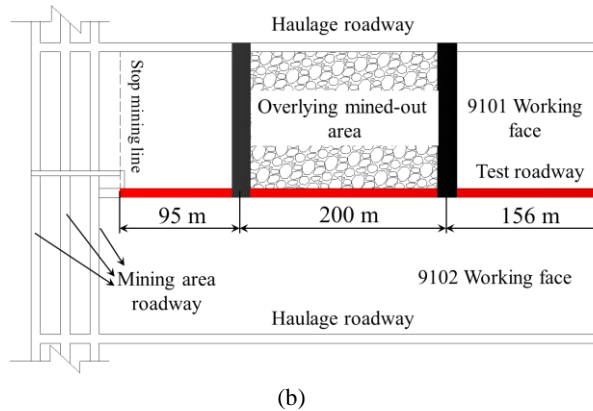 Haulage roadway
Stop mining line
Overlying mined-out
area
9101 Working
face
Test roadway
95 m
200 m
156 m
Mining area
roadway
9102 Working face
Haulage roadway
(b)